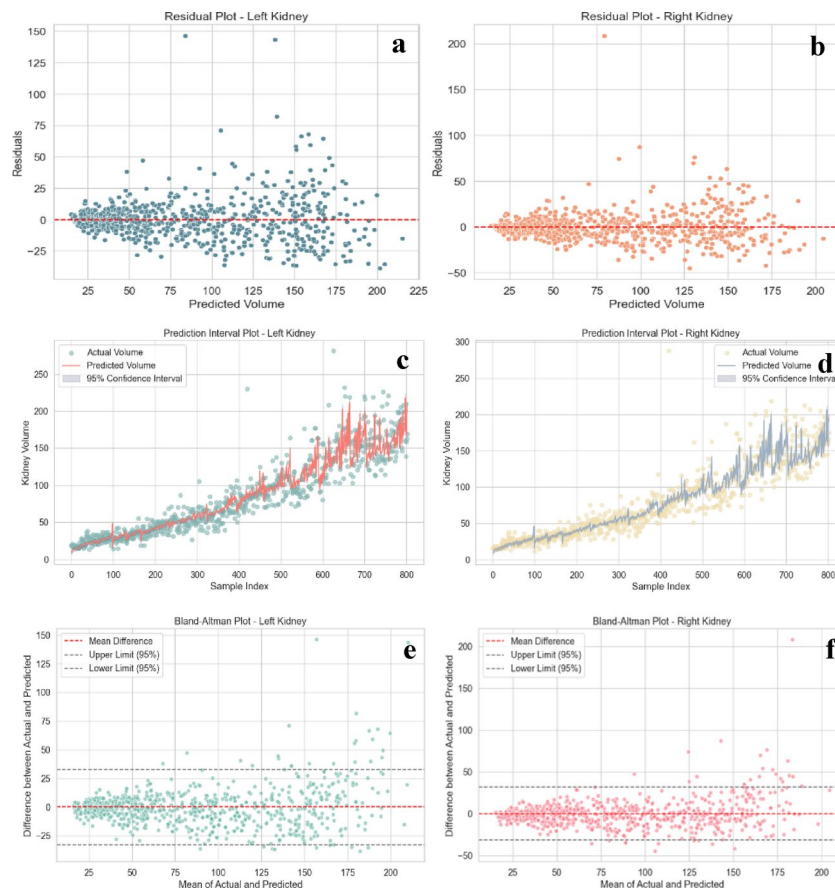 Residual Plot - Left Kidney
a
150
125
100
75
50
25
0
−25
Residuals
25 50 75 100 125 150 175 200 225
Predicted Volume
Residual Plot - Right Kidney
b
200
150
100
50
0
−50
Residuals
25 50 75 100 125 150 175 200
Predicted Volume
Prediction Interval Plot - Left Kidney
Actual Volume
Predicted Volume
95% Confidence Interval
c
250
200
150
100
50
0
Kidney Volume
0 100 200 300 400 500 600 700 800
Sample Index
Prediction Interval Plot - Right Kidney
Actual Volume
Predicted Volume
95% Confidence Interval
d
300
250
200
150
100
50
0
Kidney Volume
0 100 200 300 400 500 600 700 800
Sample Index
Bland-Altman Plot - Left Kidney
Mean Difference
Upper Limit (95%)
Lower Limit (95%)
e
150
125
100
75
50
25
0
−25
Difference between Actual and Predicted
25 50 75 100 125 150 175 200
Mean of Actual and Predicted
Bland-Altman Plot - Right Kidney
Mean Difference
Upper Limit (95%)
Lower Limit (95%)
f
200
150
100
50
0
−50
Difference between Actual and Predicted
25 50 75 100 125 150 175 200
Mean of Actual and Predicted